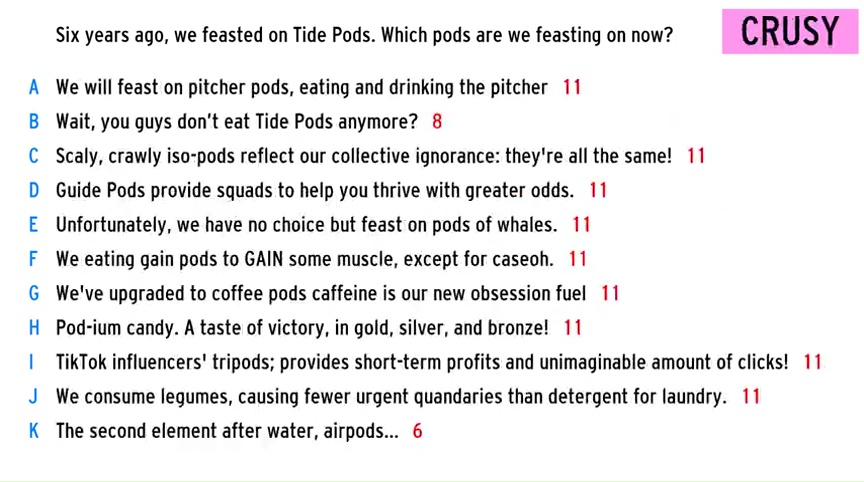 Six years ago, we feasted on Tide Pods. Which pods are we feasting on now?
CRUSY
A We will feast on pitcher pods, eating and drinking the pitcher 11
B Wait, you guys don't eat Tide Pods anymore? 8
C Scaly, crawly iso-pods reflect our collective ignorance: they're all the same! 11
D Guide Pods provide squads to help you thrive with greater odds. 11
E Unfortunately, we have no choice but feast on pods of whales. 11
F We eating gain pods to GAIN some muscle, except for caseoh. 11
G We've upgraded to coffee pods caffeine is our new obsession fuel 11
H Pod-ium candy. A taste of victory, in gold, silver, and bronze! 11
I TikTok influencers' tripods; provides short-term profits and unimaginable amount of clicks! 11
J We consume legumes, causing fewer urgent quandaries than detergent for laundry. 11
K The second element after water, airpods... 6